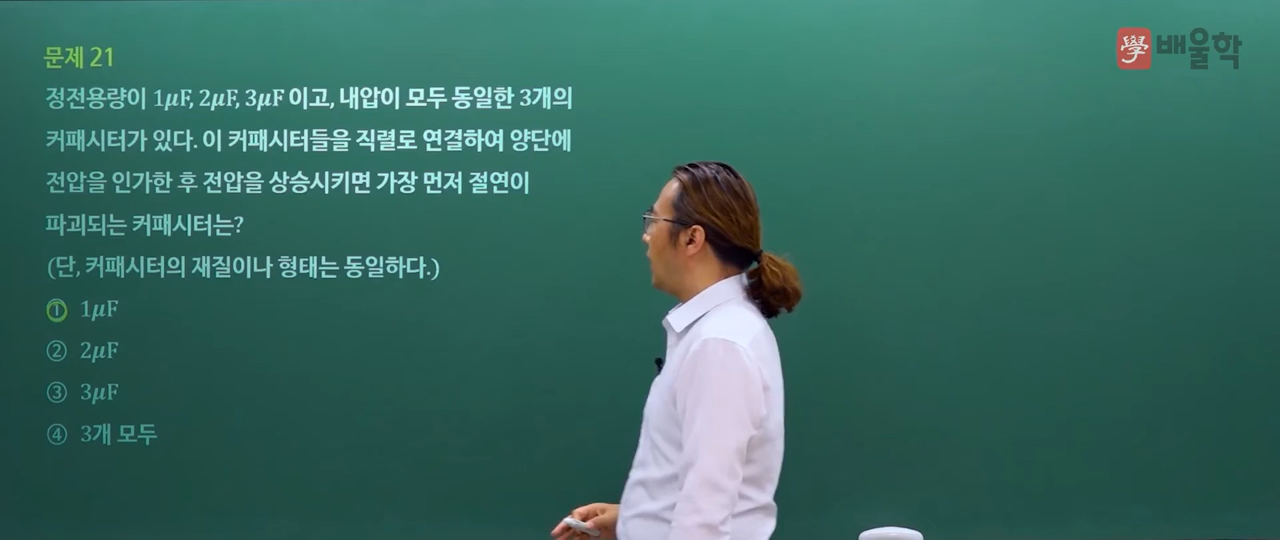 문제 21
學 배울학
정전용량이 1μF, 2μF, 3μF 이고, 내압이 모두 동일한 3개의
커패시터가 있다. 이 커패시터들을 직렬로 연결하여 양단에
전압을 인가한 후 전압을 상승시키면 가장 먼저 절연이
파괴되는 커패시터는?
(단, 커패시터의 재질이나 형태는 동일하다.)
① 1μF
② 2μF
③ 3μF
④ 3개 모두